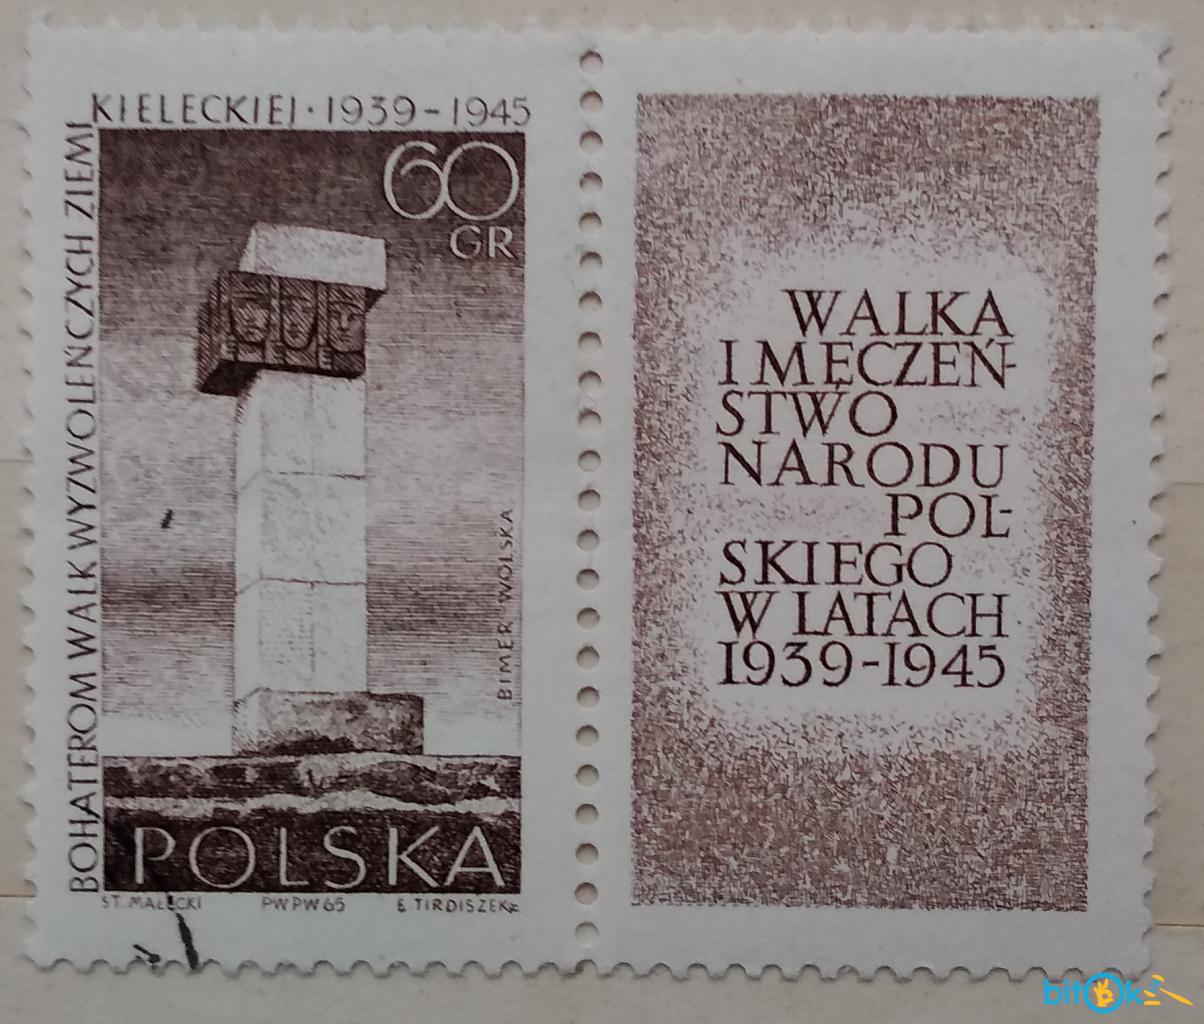 BOHATEROM WALK WYZWOLEŃCZYCH ZIEMI
KIELECKIEJ · 1939-1945
60
GR
BIMER WOLSKA
POLSKA
ST. MAŁECKI PWPW 65 E. TIRDISZEK
WALKA
I MĘCZEŃ-
STWO
NARODU
POL-
SKIEGO
W LATACH
1939-1945
bitOk